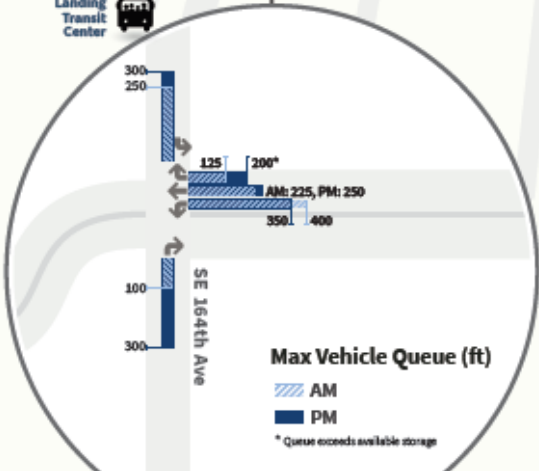 Landing
Transit
Center
300
250
125
200*
AM: 225, PM: 250
350
400
100
300
SE 164th Ave
Max Vehicle Queue (ft)
AM
PM
* Queue exceeds available storage